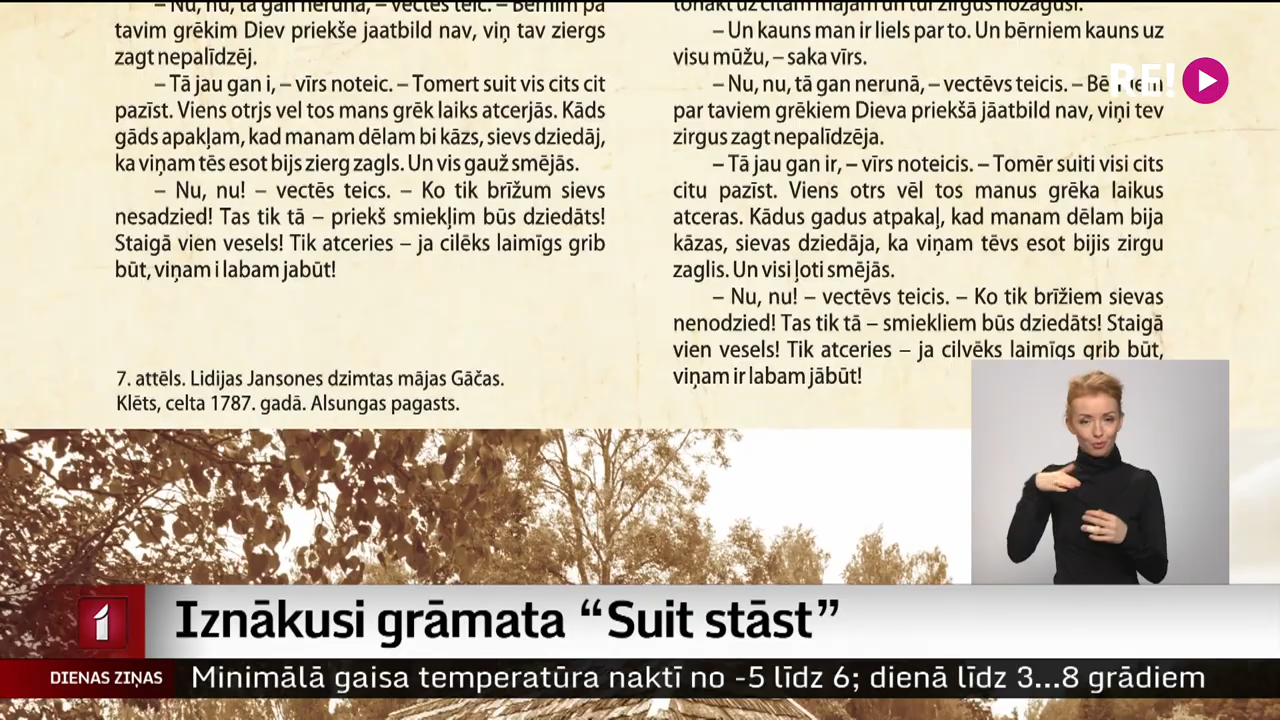 – Nu, nu, tā gan nerunā, – vectēs teic. – Bērnim pa
tavim grēkim Diev priekše jaatbild nav, viņ tav ziergs
zagt nepalīdzēj.
– Tā jau gan i, – vīrs noteic. – Tomert suit vis cits cit
pazīst. Viens otrjs vel tos mans grēk laiks atcerjās. Kāds
gāds apakļam, kad manam dēlam bi kāzs, sievs dziedāj,
ka viņam tēs esot bijs zierg zagls. Un vis gauž smējās.
– Nu, nu! – vectēs teics. – Ko tik brīžum sievs
nesadzied! Tas tik tā – priekš smiekļim būs dziedāts!
Staigā vien vesels! Tik atceries – ja cilēks laimīgs grib
būt, viņam i labam jabūt!
7. attēls. Lidijas Jansones dzimtas mājas Gāčas.
Klēts, celta 1787. gadā. Alsungas pagasts.
uz citām mājām un tur zirgus nozagusi.
– Un kauns man ir liels par to. Un bērniem kauns uz
visu mūžu, – saka vīrs.
– Nu, nu, tā gan nerunā, – vectēvs teicis. –
par taviem grēkiem Dieva priekšā jāatbild nav, viņi tev
zirgus zagt nepalīdzēja.
– Tā jau gan ir, – vīrs noteicis. – Tomēr suiti visi cits
citu pazīst. Viens otrs vēl tos manus grēka laikus
atceras. Kādus gadus atpakaļ, kad manam dēlam bija
kāzas, sievas dziedāja, ka viņam tēvs esot bijis zirgu
zaglis. Un visi ļoti smējās.
– Nu, nu! – vectēvs teicis. – Ko tik brīžiem sievas
nenodzied! Tas tik tā – smiekliem būs dziedāts! Staigā
vien vesels! Tik atceries – ja cilvēks laimīgs grib būt,
viņam ir labam jābūt!
RE!
1
Iznākusi grāmata “Suit stāst”
DIENAS ZIŅAS
Minimālā gaisa temperatūra naktī no -5 līdz 6; dienā līdz 3...8 grādiem